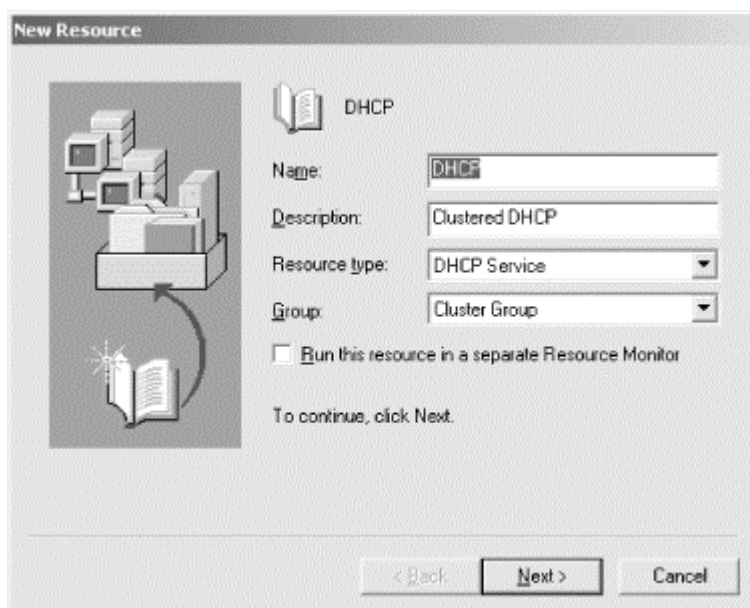 New Resource
DHCP
Name: DHCP
Description: Clustered DHCP
Resource type: DHCP Service
Group: Cluster Group
Run this resource in a separate Resource Monitor
To continue, click Next.
< Back Next > Cancel